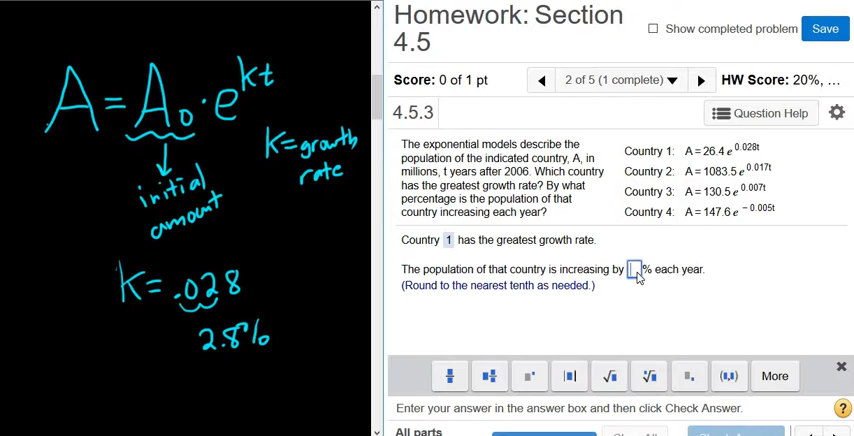 A = A₀ · e^kt
K = growth
rate
initial
amount
K = .028
2.8%
Homework: Section
4.5
Show completed problem
Save
Score: 0 of 1 pt
2 of 5 (1 complete)
HW Score: 20%, ...
4.5.3
Question Help
The exponential models describe the
population of the indicated country, A, in
millions, t years after 2006. Which country
has the greatest growth rate? By what
percentage is the population of that
country increasing each year?
Country 1: A = 26.4 e^0.028t
Country 2: A = 1083.5 e^0.017t
Country 3: A = 130.5 e^0.007t
Country 4: A = 147.6 e^− 0.005t
Country 1 has the greatest growth rate.
The population of that country is increasing by % each year.
(Round to the nearest tenth as needed.)
More
Enter your answer in the answer box and then click Check Answer.
?
All parts
Clear All
Check Answer